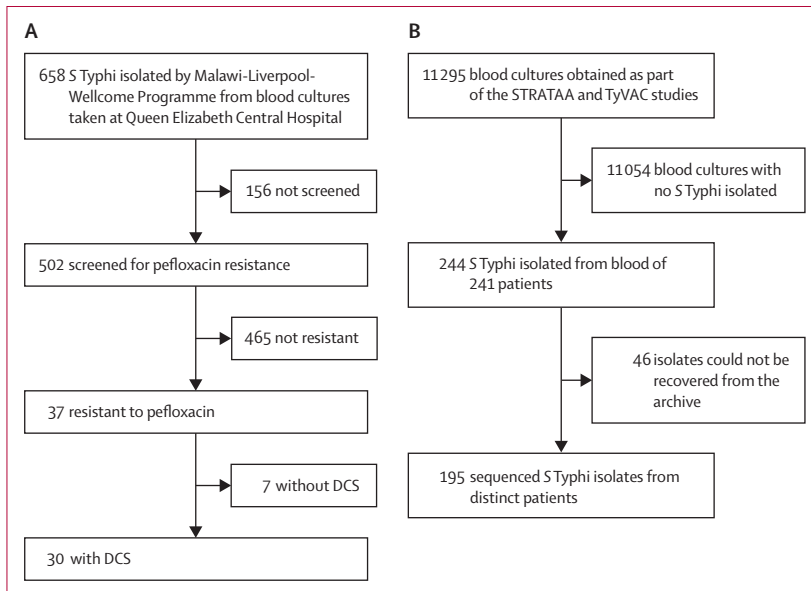 A
658 S Typhi isolated by Malawi-Liverpool-
Wellcome Programme from blood cultures
taken at Queen Elizabeth Central Hospital
156 not screened
502 screened for pefloxacin resistance
465 not resistant
37 resistant to pefloxacin
7 without DCS
30 with DCS
B
11 295 blood cultures obtained as part
of the STRATAA and TyVAC studies
11 054 blood cultures with
no S Typhi isolated
244 S Typhi isolated from blood of
241 patients
46 isolates could not be
recovered from the
archive
195 sequenced S Typhi isolates from
distinct patients